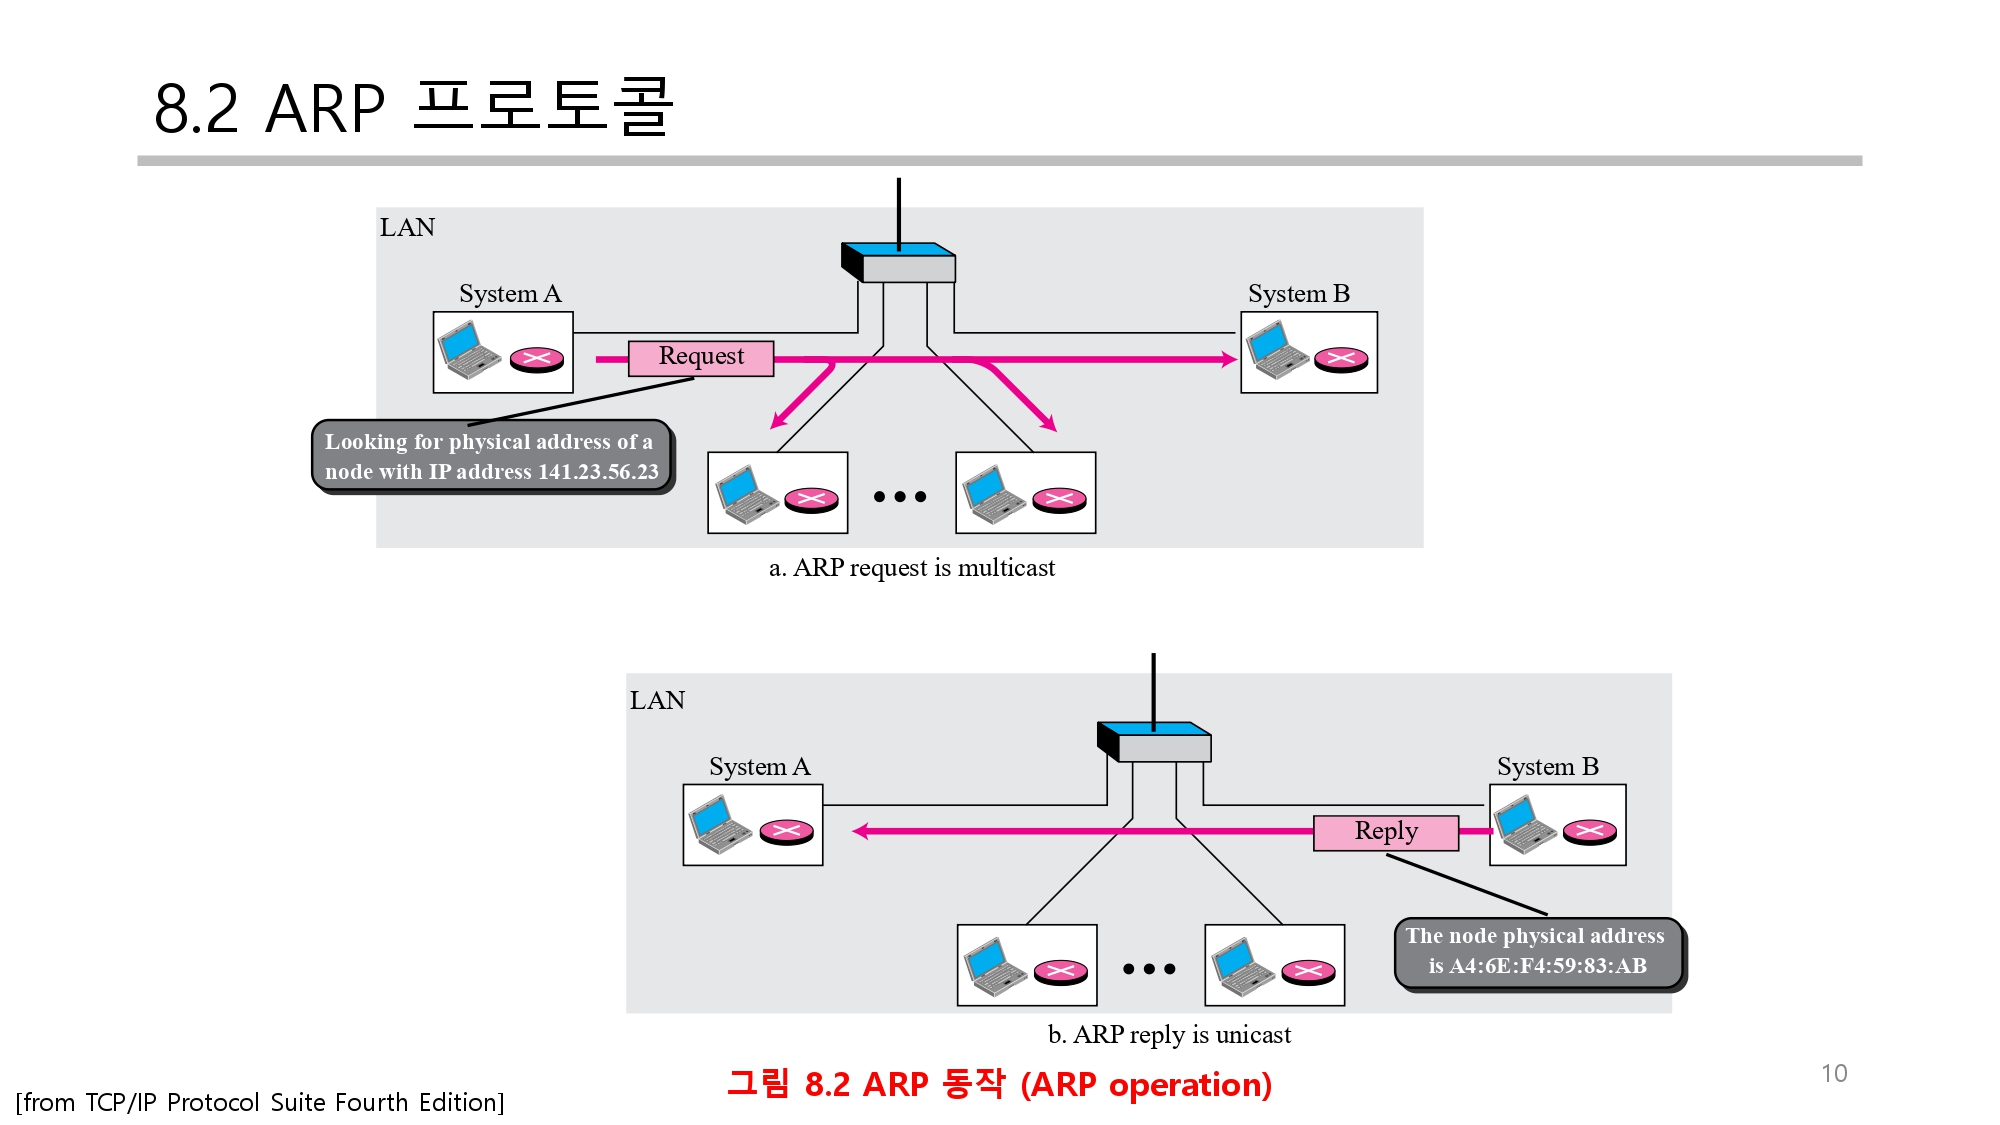 8.2 ARP 프로토콜
LAN
System A
System B
Request
Looking for physical address of a
node with IP address 141.23.56.23
a. ARP request is multicast
LAN
System A
System B
Reply
The node physical address
is A4:6E:F4:59:83:AB
b. ARP reply is unicast
그림 8.2 ARP 동작 (ARP operation)
10
[from TCP/IP Protocol Suite Fourth Edition]